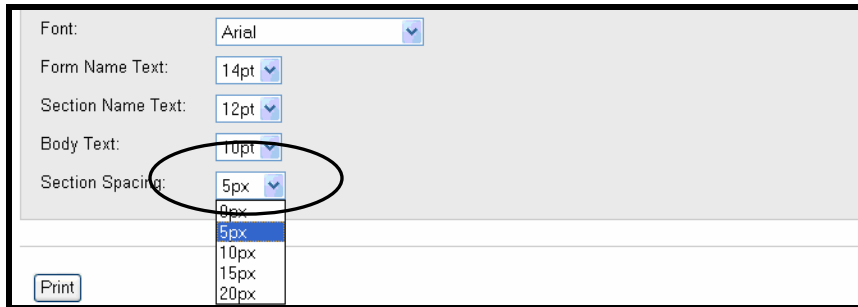 Font: Arial
Form Name Text: 14pt
Section Name Text: 12pt
Body Text: 10pt
Section Spacing: 5px
0px
5px
10px
15px
Print
20px